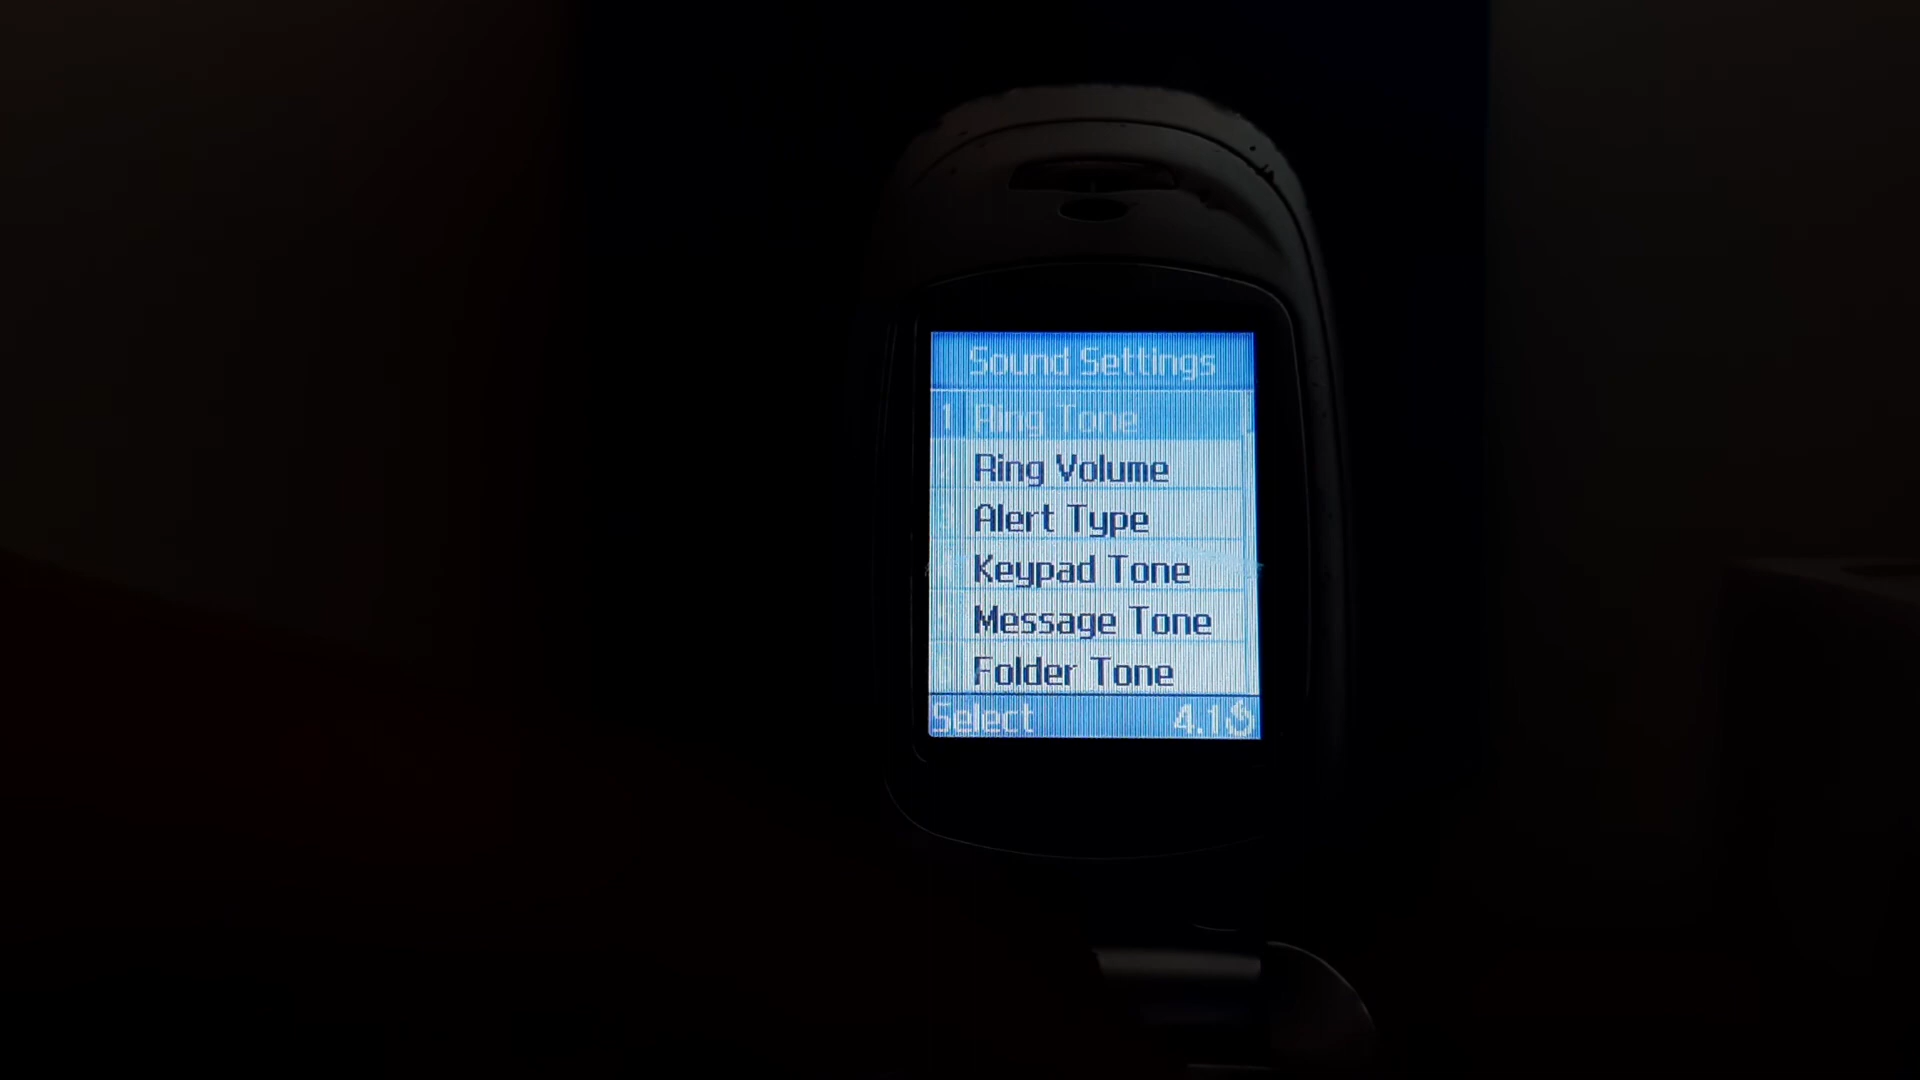 Sound Settings
1 Ring Tone
Ring Volume
Alert Type
Keypad Tone
Message Tone
Folder Tone
Select 4.1